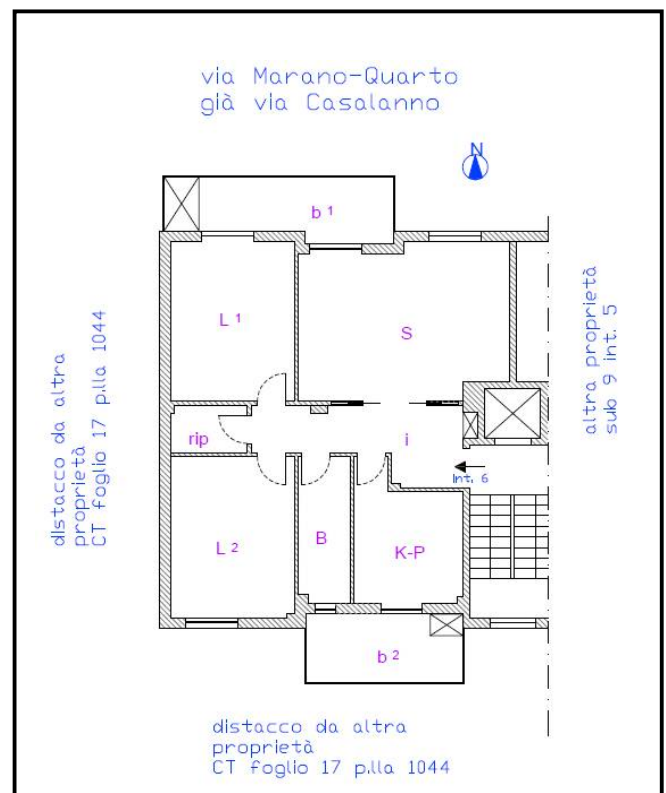 via Marano-Quarto
già via Casalanno
N
b 1
L 1
S
distacco da altra
proprietà
CT foglio 17 p.lla 1044
altra proprietà
sub 9 int. 5
rip
i
Int. 6
L 2
B
K-P
b 2
distacco da altra
proprietà
CT foglio 17 p.lla 1044